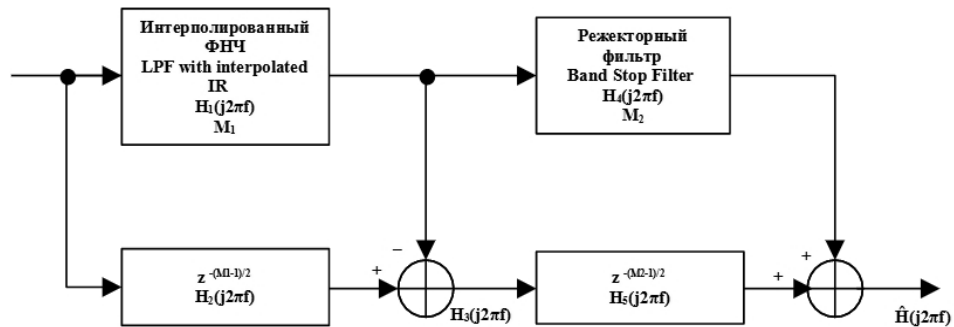 Интерполированный
ФНЧ
LPF with interpolated
IR
H₁(j2πf)
M₁
Режекторный
фильтр
Band Stop Filter
H₄(j2πf)
M₂
−
+
z^-(M1-1)/2
H₂(j2πf)
H₃(j2πf)
z^-(M2-1)/2
H₅(j2πf)
+
+
Ĥ(j2πf)